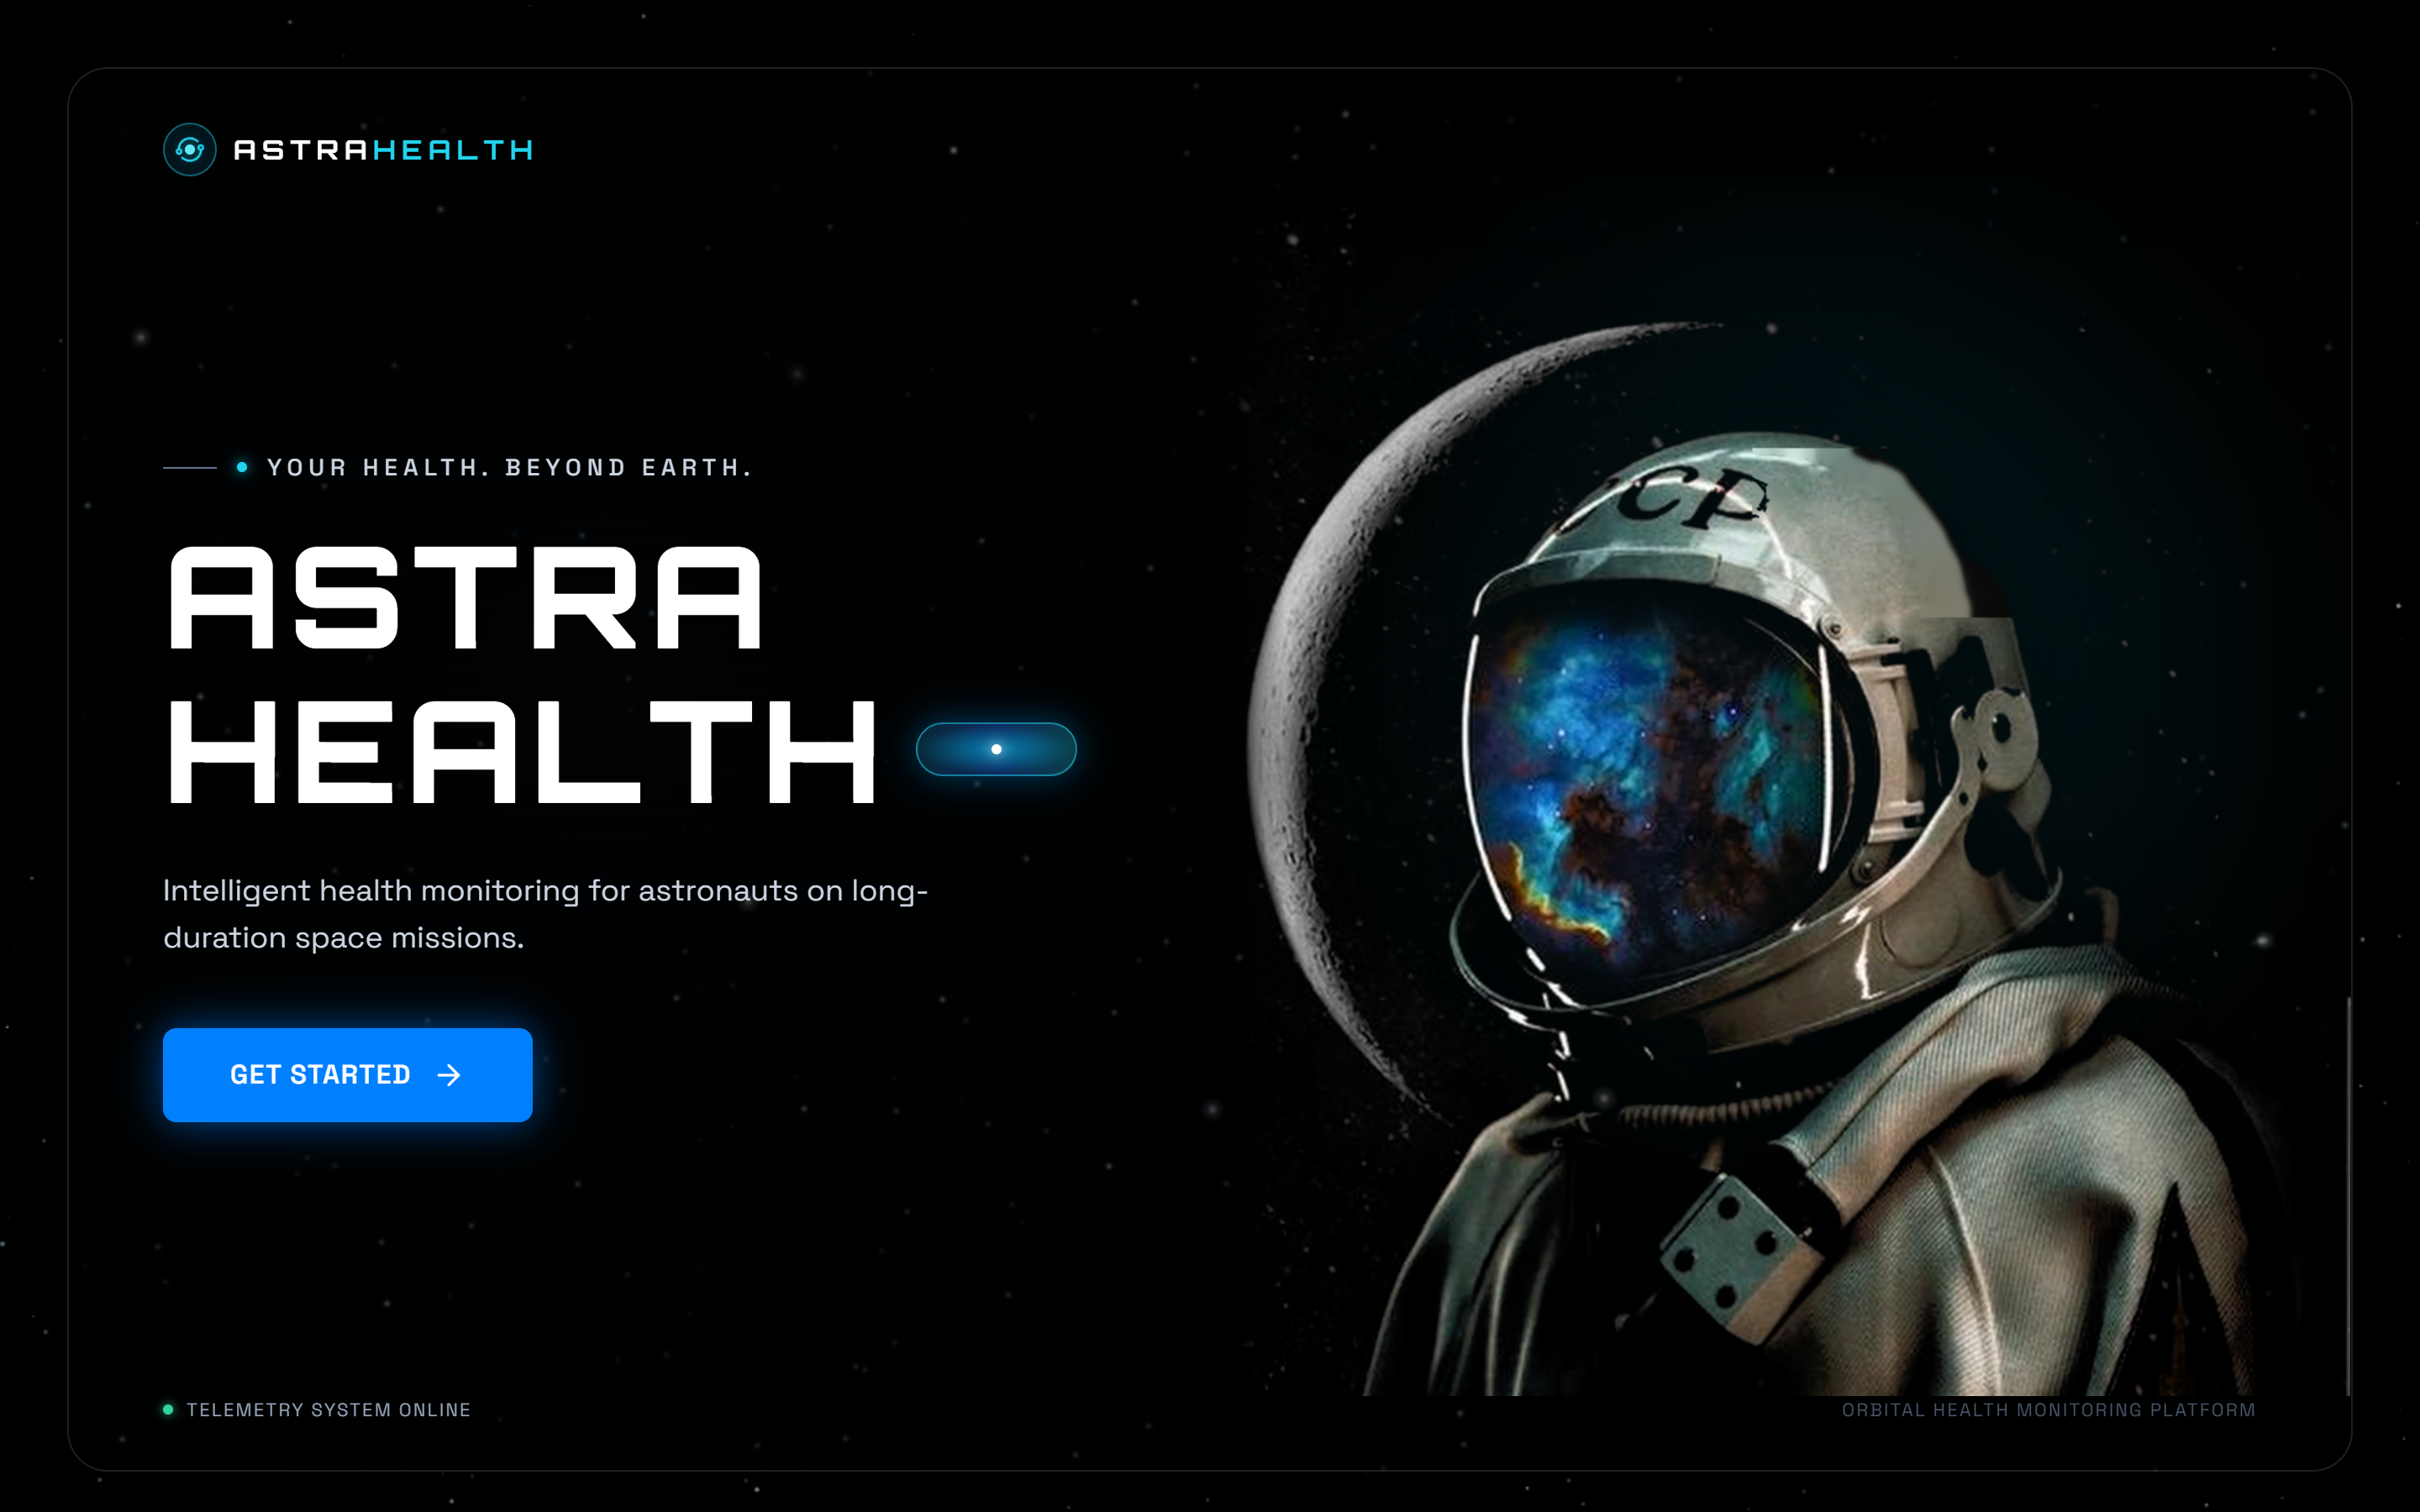 ASTRAHEALTH
YOUR HEALTH. BEYOND EARTH.
ASTRA
HEALTH
Intelligent health monitoring for astronauts on long-
duration space missions.
GET STARTED
TELEMETRY SYSTEM ONLINE
ORBITAL HEALTH MONITORING PLATFORM